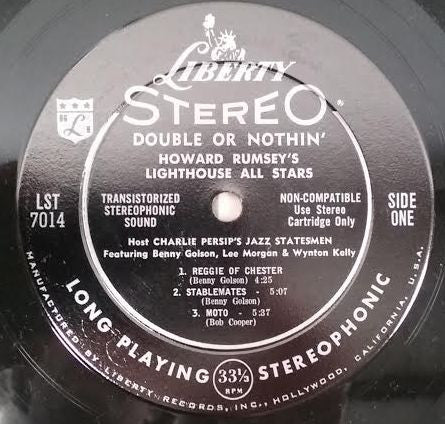 LIBERTY
STEREO®
DOUBLE OR NOTHIN'
HOWARD RUMSEY'S
LIGHTHOUSE ALL STARS
LST
7014
TRANSISTORIZED
STEREOPHONIC
SOUND
NON-COMPATIBLE
Use Stereo
Cartridge Only
SIDE
ONE
Host CHARLIE PERSIP'S JAZZ STATESMEN
Featuring Benny Golson, Lee Morgan & Wynton Kelly
1. REGGIE OF CHESTER
(Benny Golson) 4:25
2. STABLEMATES - 5:07
(Benny Golson)
3. MOTO - 5:37
(Bob Cooper)
LONG PLAYING 33⅓ RPM STEREOPHONIC
MANUFACTURED BY LIBERTY RECORDS, INC., HOLLYWOOD, CALIFORNIA, U.S.A.